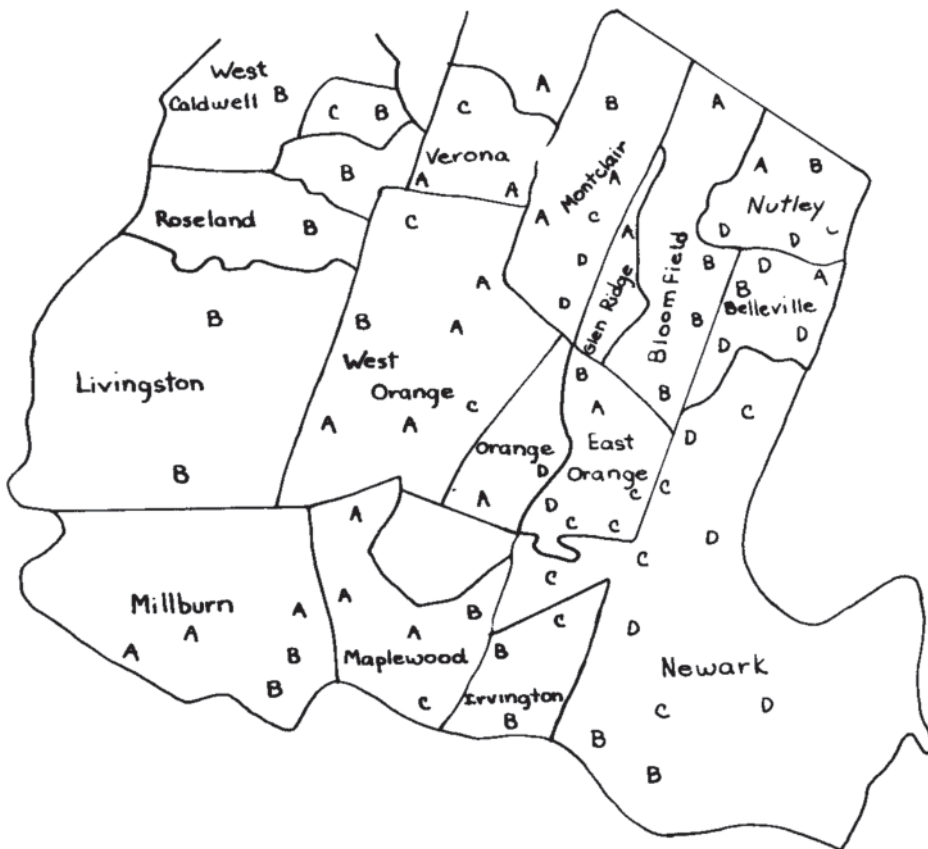 West
Caldwell B
C B
B
Roseland B
A
C
Verona
A A
B
Montclair
A
A C
D
D
A
Glen Ridge
A
Bloomfield
B
B
B
A B
Nutley
D D
D
A
B
Belleville
D D
B
Livingston
B
C
A
B A
West
Orange
C
A A
Orange
D
A
B
A
East
Orange
C
D
C C
C
D
C
D
C
C
D
Newark
C D
B
B
Millburn
A
A
A
B
B
A
A
B
A
Maplewood
C
C
B
Irvington
B